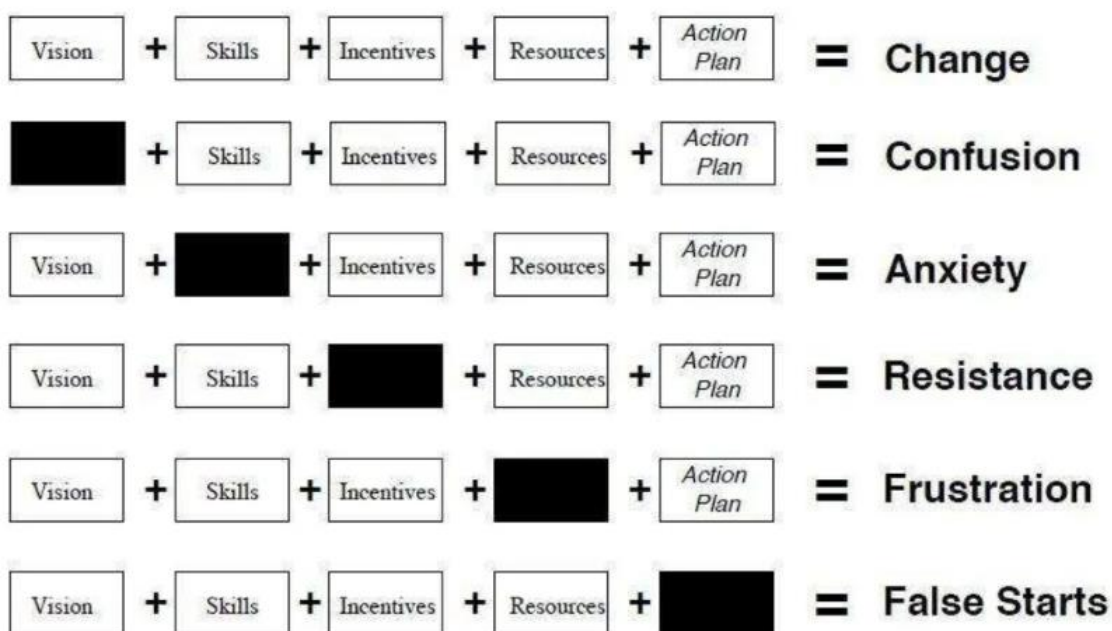 Vision + Skills + Incentives + Resources + Action Plan = Change
+ Skills + Incentives + Resources + Action Plan = Confusion
Vision + + Incentives + Resources + Action Plan = Anxiety
Vision + Skills + + Resources + Action Plan = Resistance
Vision + Skills + Incentives + + Action Plan = Frustration
Vision + Skills + Incentives + Resources + = False Starts